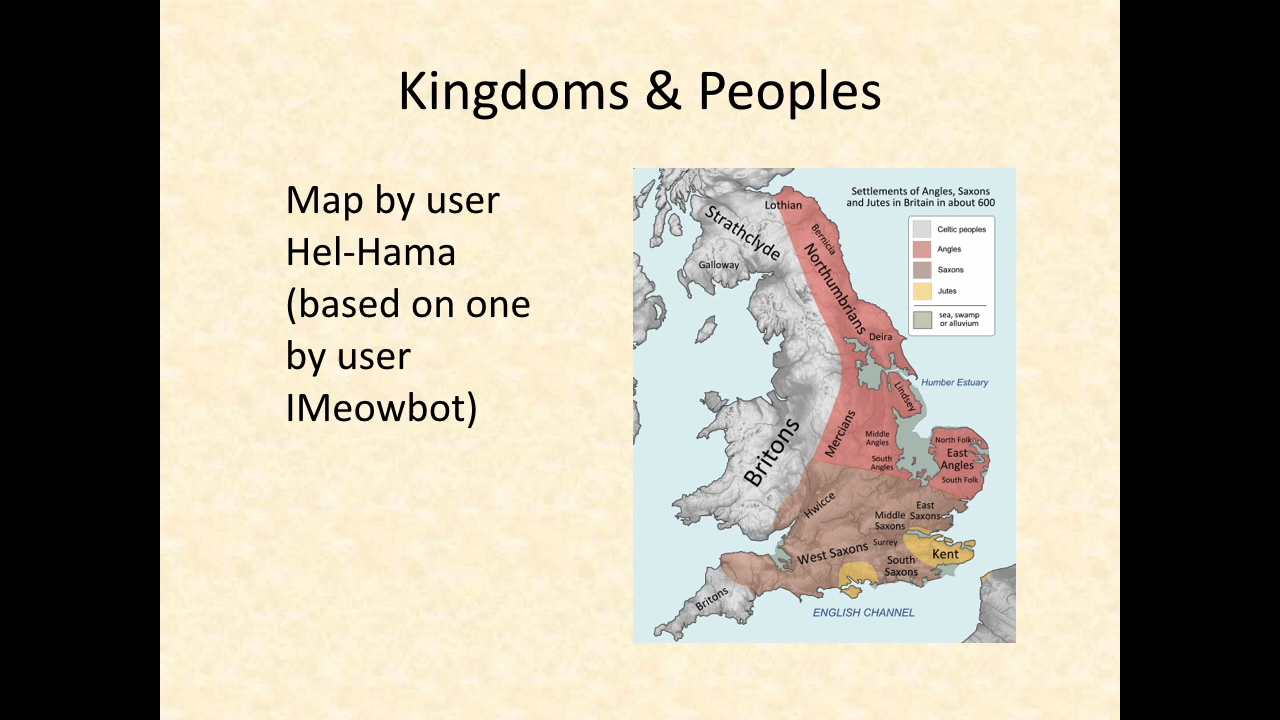 Kingdoms & Peoples
Map by user
Hel-Hama
(based on one
by user
IMeowbot)
Settlements of Angles, Saxons
and Jutes in Britain in about 600
Celtic peoples
Angles
Saxons
Jutes
sea, swamp
or alluvium
Lothian
Strathclyde
Bernicia
Galloway
Northumbrians
Deira
Humber Estuary
Lindsey
Mercians
Middle
Angles
South
Angles
North Folk
East
Angles
South Folk
Britons
Hwicce
East
Saxons
Middle
Saxons
Surrey
West Saxons
South
Saxons
Kent
Britons
ENGLISH CHANNEL